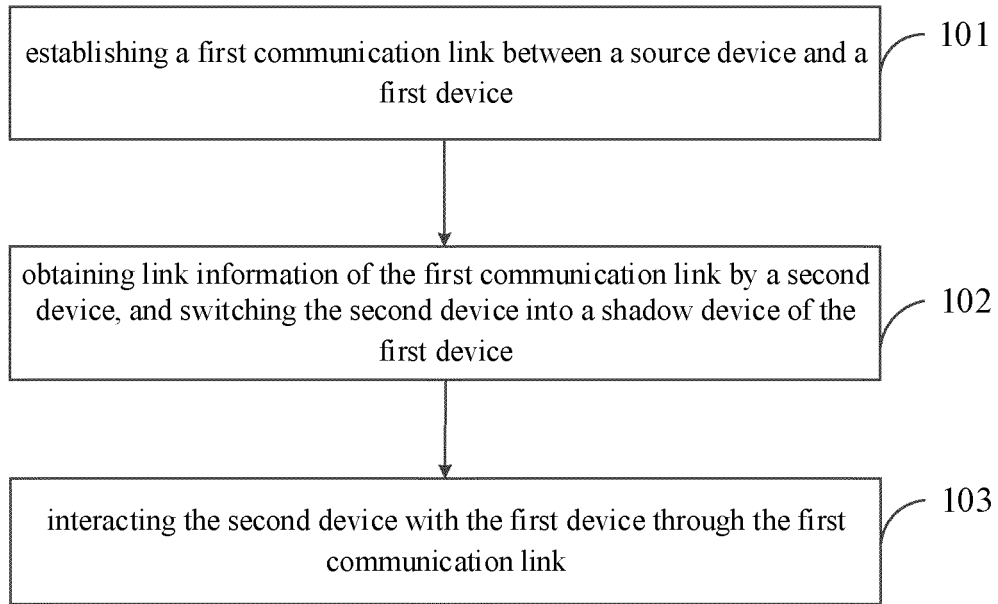 establishing a first communication link between a source device and a
first device
101
obtaining link information of the first communication link by a second
device, and switching the second device into a shadow device of the
first device
102
interacting the second device with the first device through the first
communication link
103